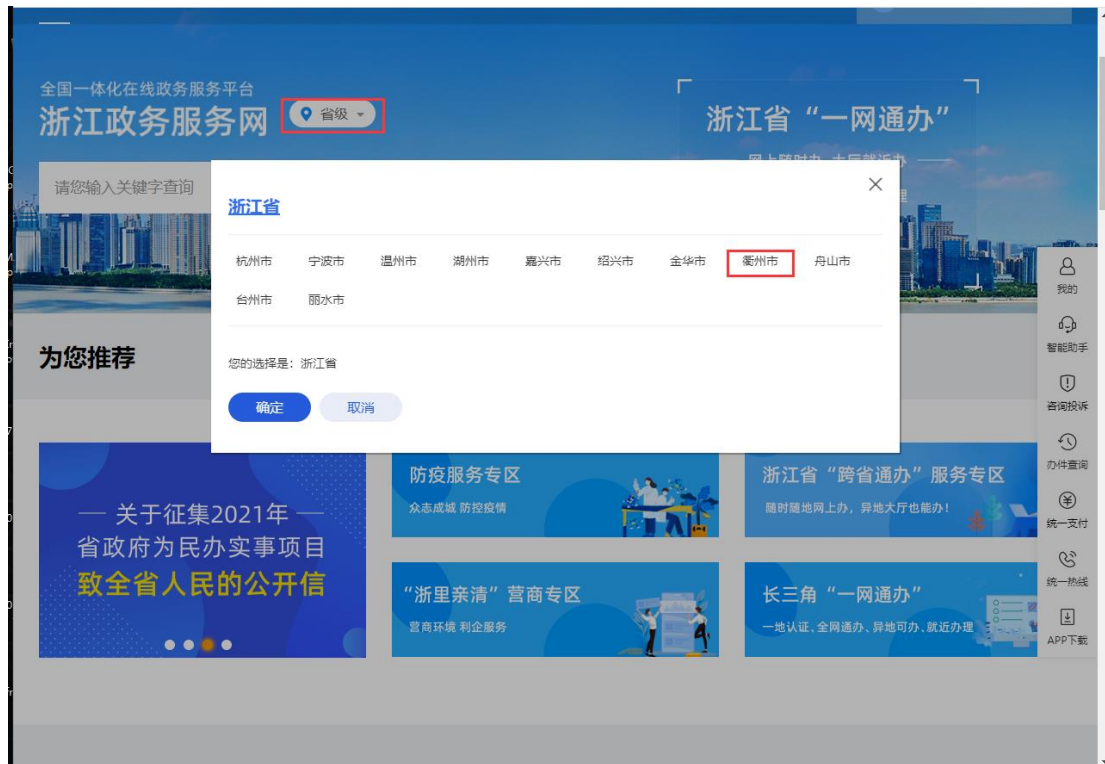 全国一体化在线政务服务平台
浙江政务服务网
省级
浙江省“一网通办”
请您输入关键字查询
浙江省
杭州市 宁波市 温州市 湖州市 嘉兴市 绍兴市 金华市 衢州市 舟山市
台州市 丽水市
您的选择是：浙江省
确定 取消
为您推荐
我的
智能助手
咨询投诉
办件查询
统一支付
统一热线
APP下载
关于征集2021年
省政府为民办实事项目
致全省人民的公开信
防疫服务专区
众志成城 防控疫情
浙江省“跨省通办”服务专区
随时随地网上办，异地大厅也能办!
“浙里亲清”营商专区
营商环境 利企服务
长三角“一网通办”
一地认证、全网通办、异地可办、就近办理